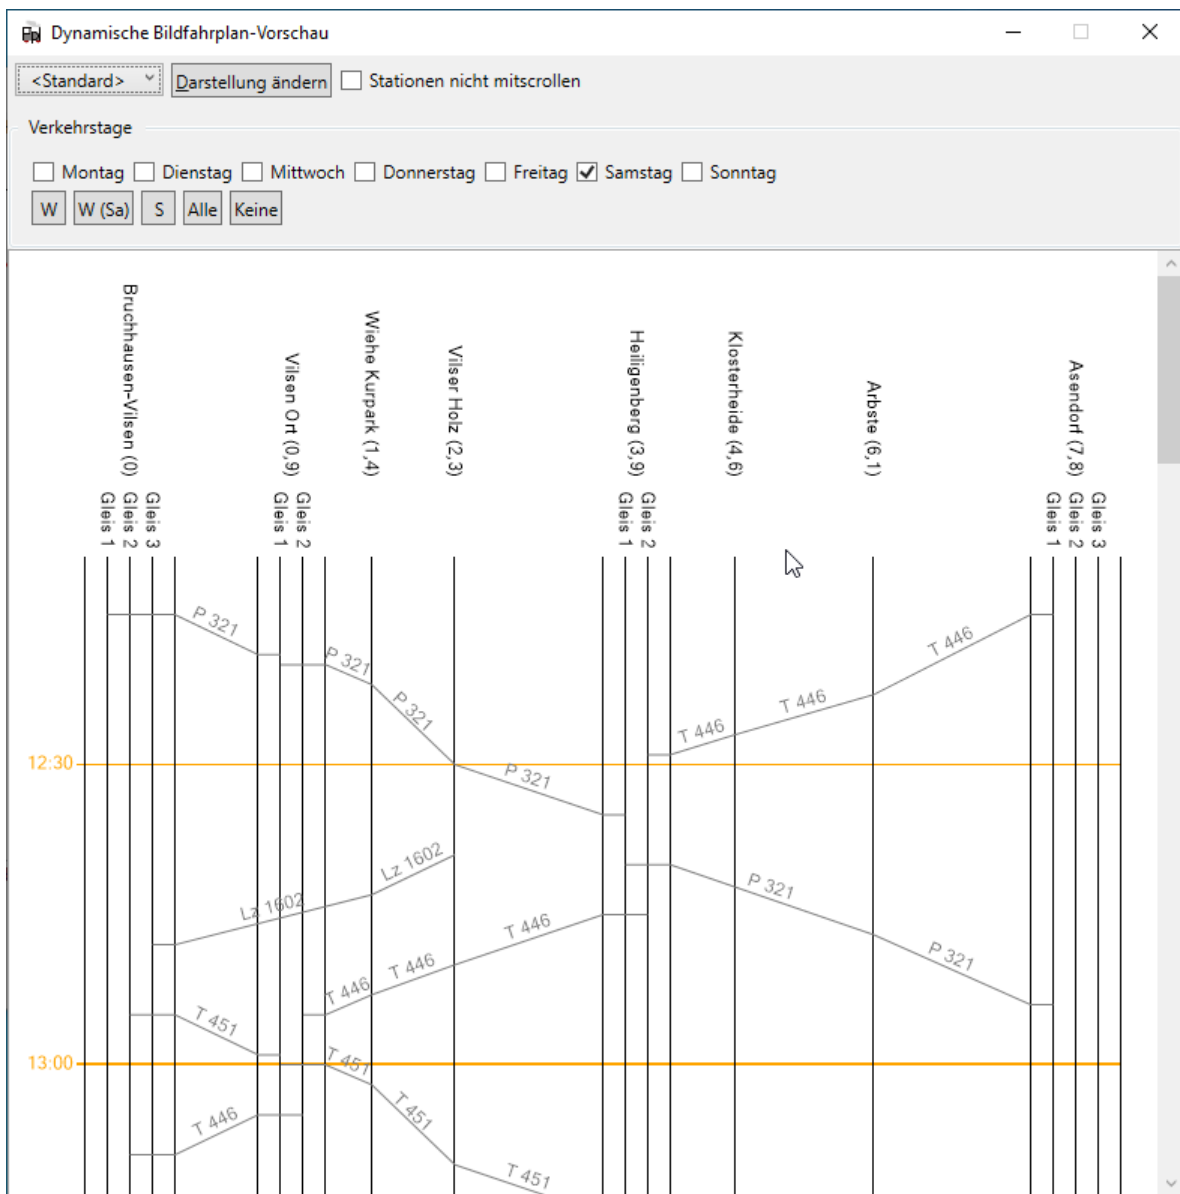 Dynamische Bildfahrplan-Vorschau
<Standard> Darstellung ändern Stationen nicht mitscrollen
Verkehrstage
Montag Dienstag Mittwoch Donnerstag Freitag Samstag Sonntag
W W (Sa) S Alle Keine
Bruchhausen-Vilsen (0)
Vilsen Ort (0,9)
Wiehe Kurpark (1,4)
Vilser Holz (2,3)
Heiligenberg (3,9)
Klosterheide (4,6)
Arbste (6,1)
Asendorf (7,8)
Gleis 1
Gleis 2
Gleis 3
Gleis 1
Gleis 2
Gleis 1
Gleis 2
Gleis 1
Gleis 2
Gleis 3
P 321
P 321
T 446
P 321
T 446
T 446
12:30
P 321
Lz 1602
P 321
Lz 1602
T 446
P 321
T 446
T 446
T 451
13:00
T 451
T 446
T 451
T 451